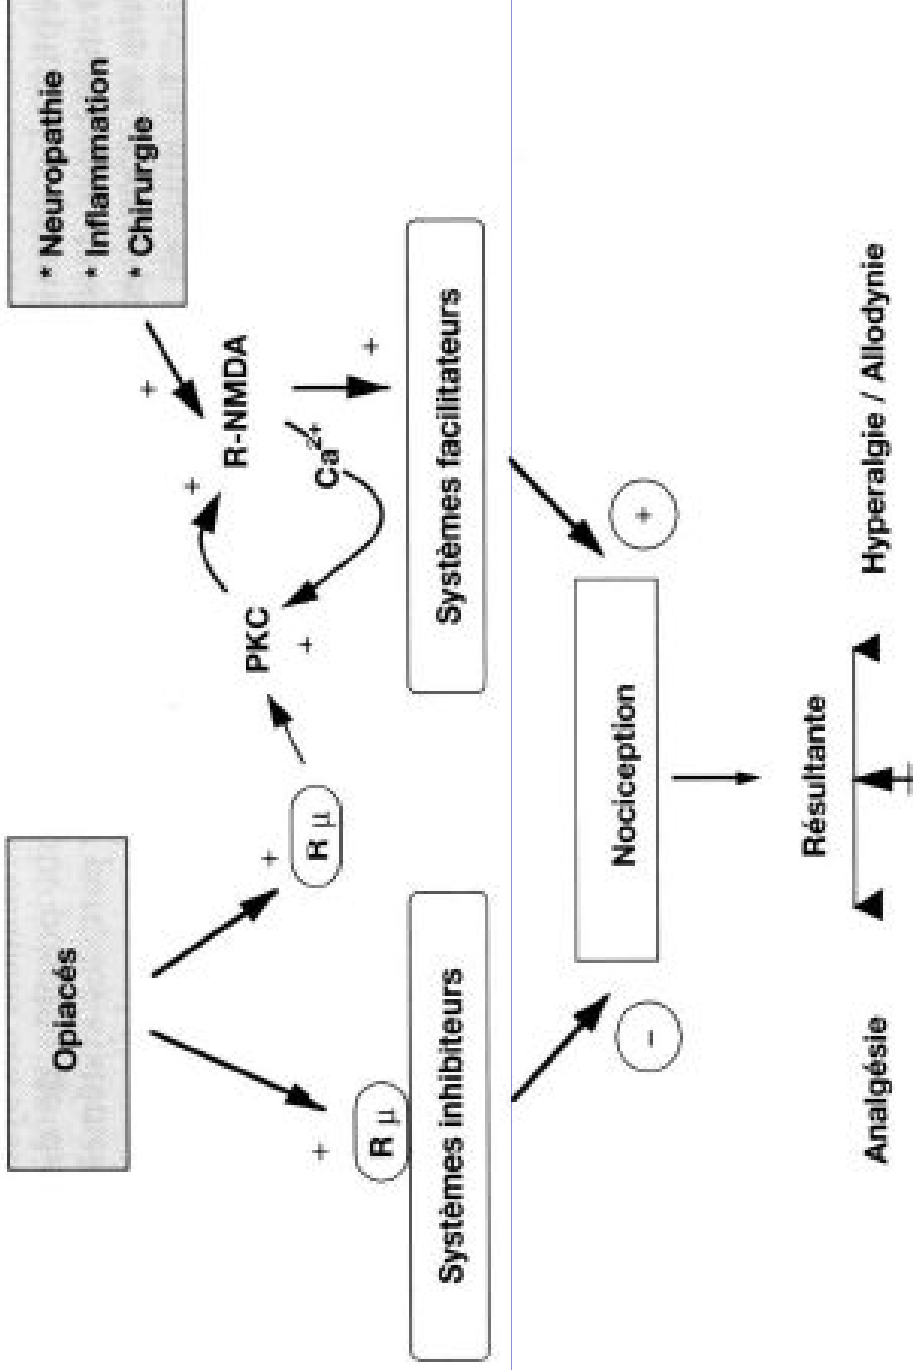 Opiacés
* Neuropathie
* Inflammation
* Chirurgie
+
+
+
+
R μ
R μ
PKC
+
+
R-NMDA
Ca2+
+
Systèmes inhibiteurs
Systèmes facilitateurs
−
Nociception
+
Résultante
Analgésie
Hyperalgie / Allodynie